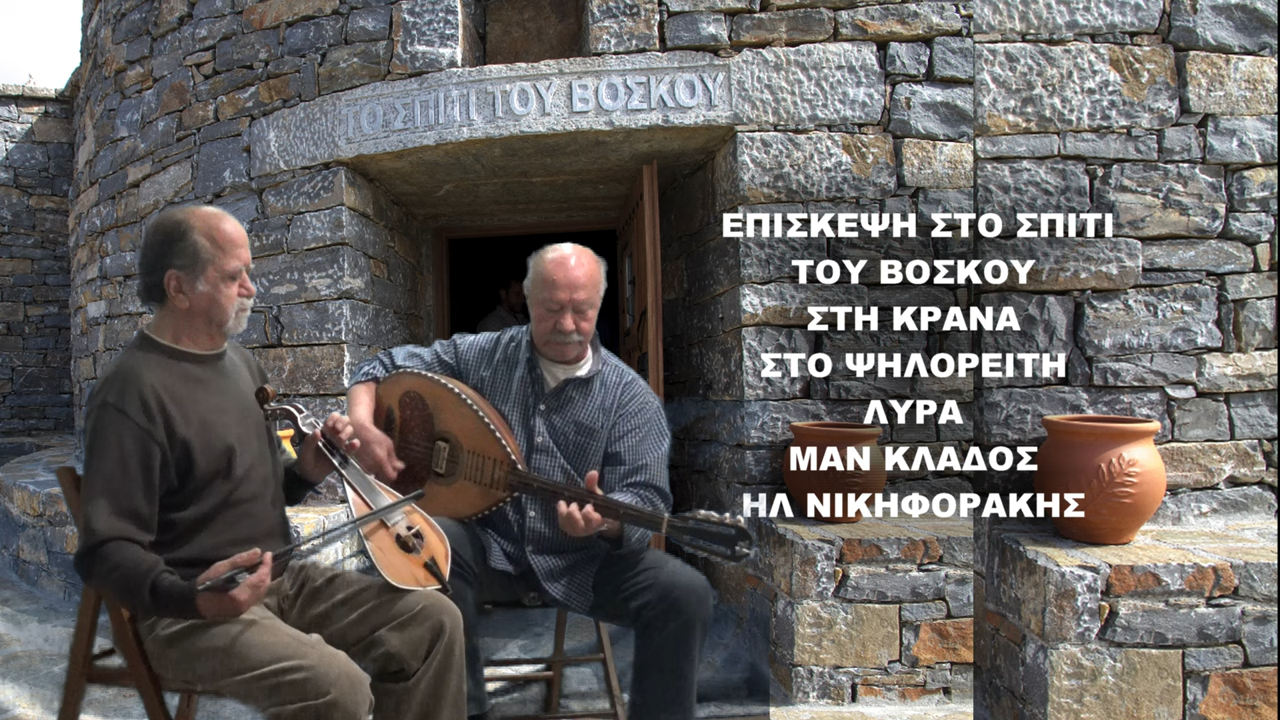 ΤΟ ΣΠΙΤΙ ΤΟΥ ΒΟΣΚΟΥ
ΕΠΙΣΚΕΨΗ ΣΤΟ ΣΠΙΤΙ
ΤΟΥ ΒΟΣΚΟΥ
ΣΤΗ ΚΡΑΝΑ
ΣΤΟ ΨΗΛΟΡΕΙΤΗ
ΛΥΡΑ
ΜΑΝ ΚΛΑΔΟΣ
ΗΛ ΝΙΚΗΦΟΡΑΚΗΣ